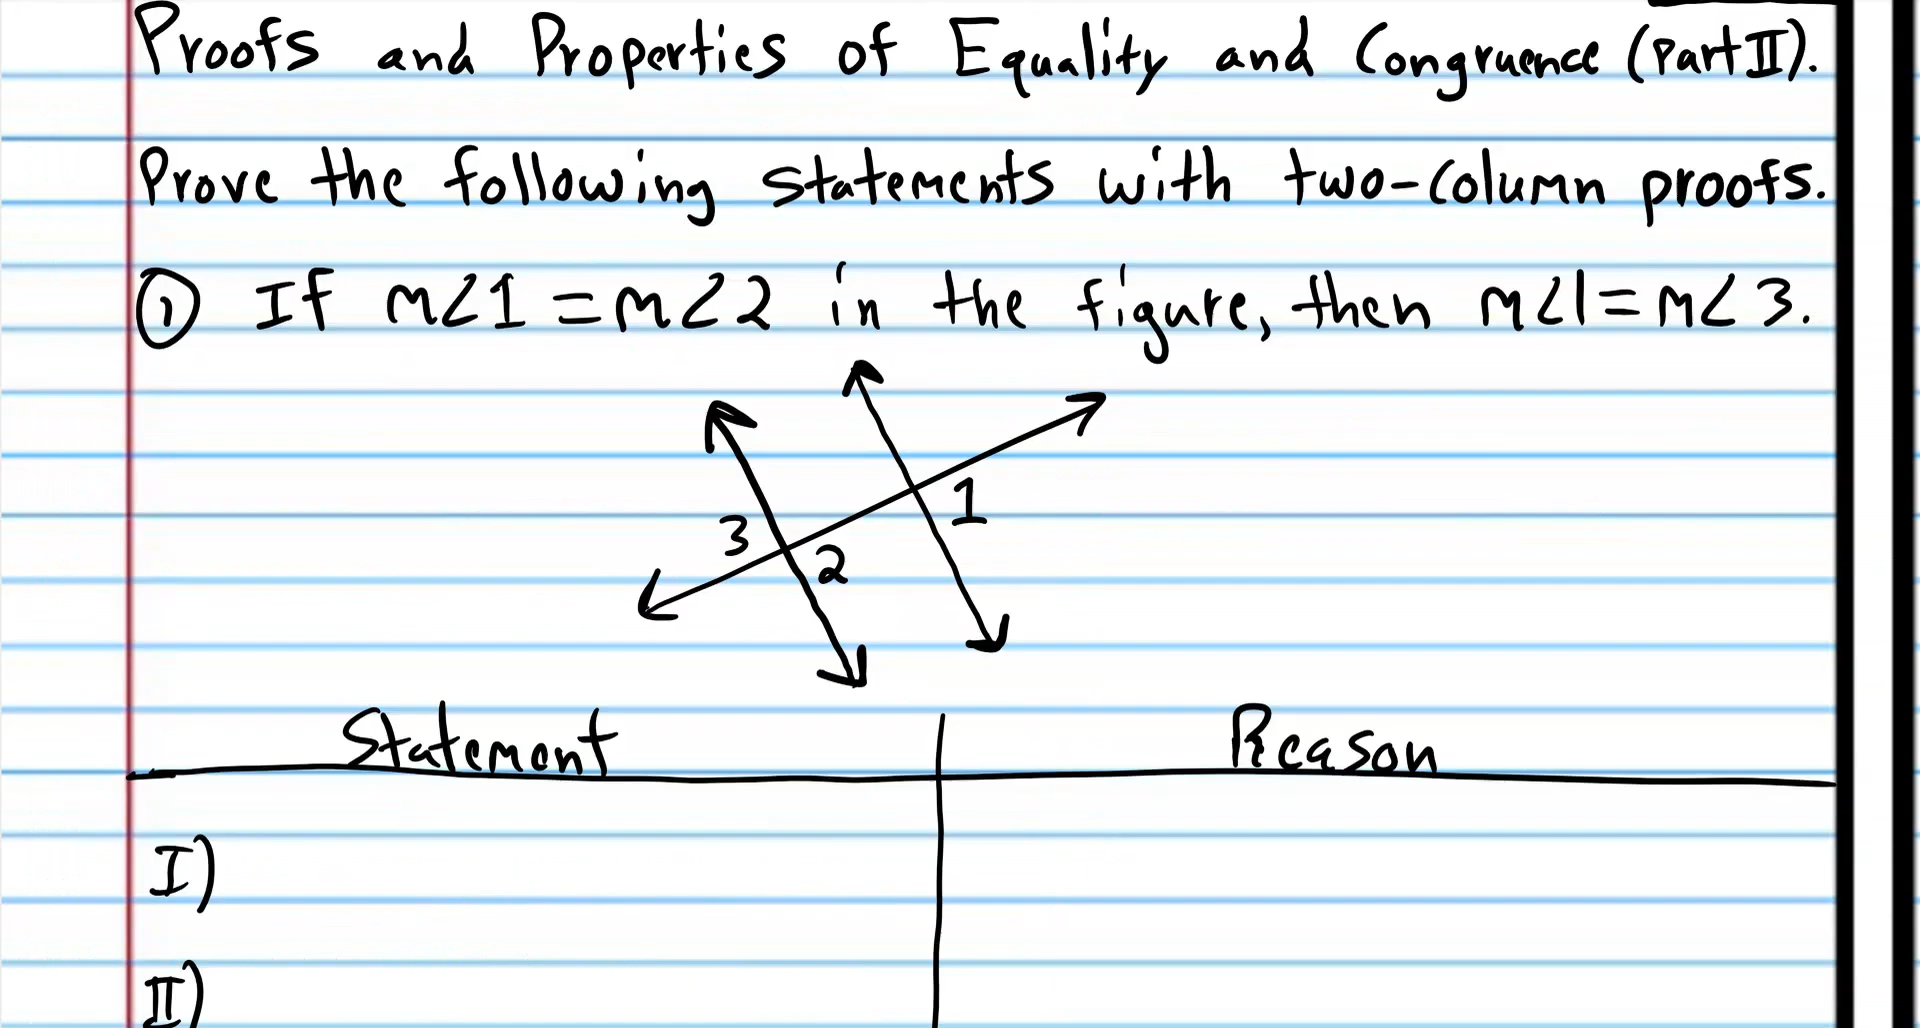 Proofs and Properties of Equality and Congruence (Part II).
Prove the following statements with two-column proofs.
① If m∠1 = m∠2 in the figure, then m∠1 = m∠3.
1
3
2
Statement Reason
I)
II)